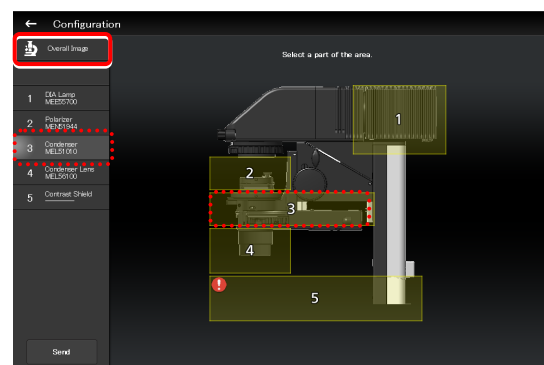 ← Configuration
Overall Image
Select a part of the area.
1 DIA Lamp
MEE55700
2 Polarizer
MEN51944
3 Condenser
MEL51010
4 Condenser Lens
MEL56100
5 Contrast Shield
Send
1
2
3
4
!
5